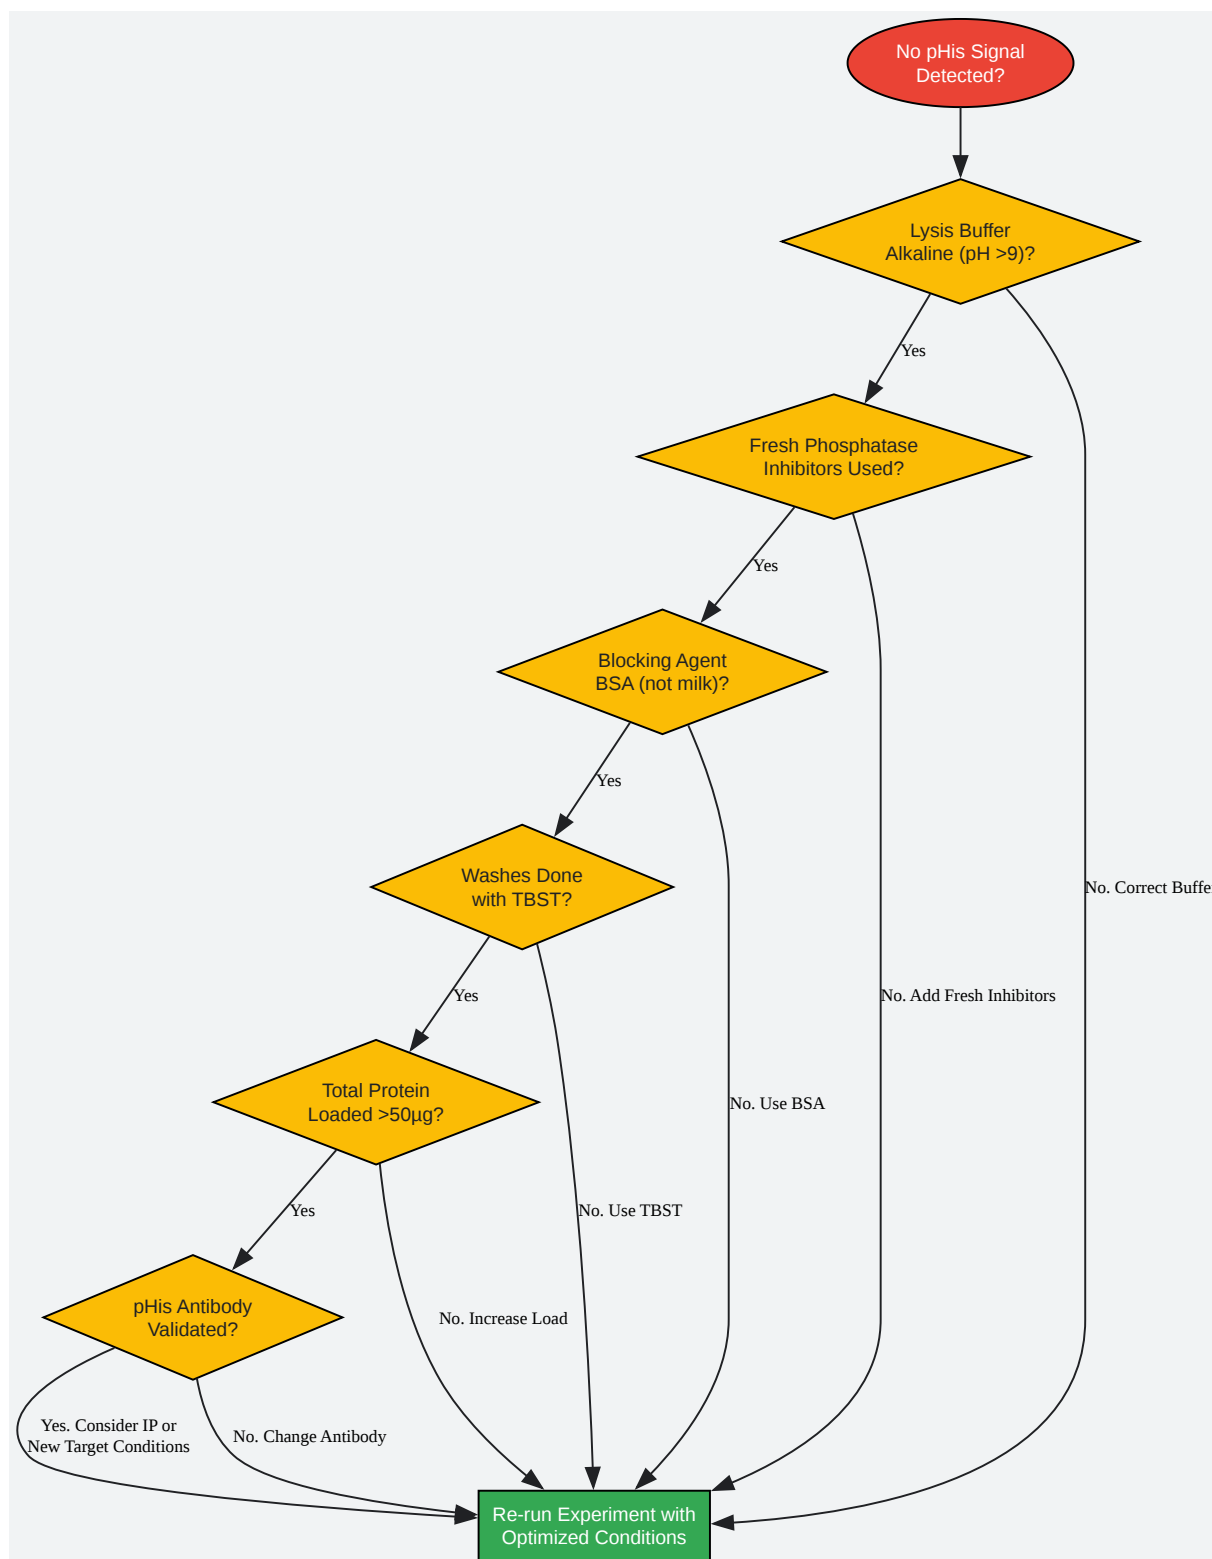 No pHis Signal
Detected?
Lysis Buffer
Alkaline (pH >9)?
Yes
Fresh Phosphatase
Inhibitors Used?
Yes
Blocking Agent
BSA (not milk)?
Yes
Washes Done
with TBST?
No. Correct Buffe
Yes
No. Add Fresh Inhibitors
Total Protein
Loaded >50µg?
No. Use BSA
Yes
No. Use TBST
pHis Antibody
Validated?
No. Increase Load
Yes. Consider IP or
New Target Conditions
No. Change Antibody
Re-run Experiment with
Optimized Conditions